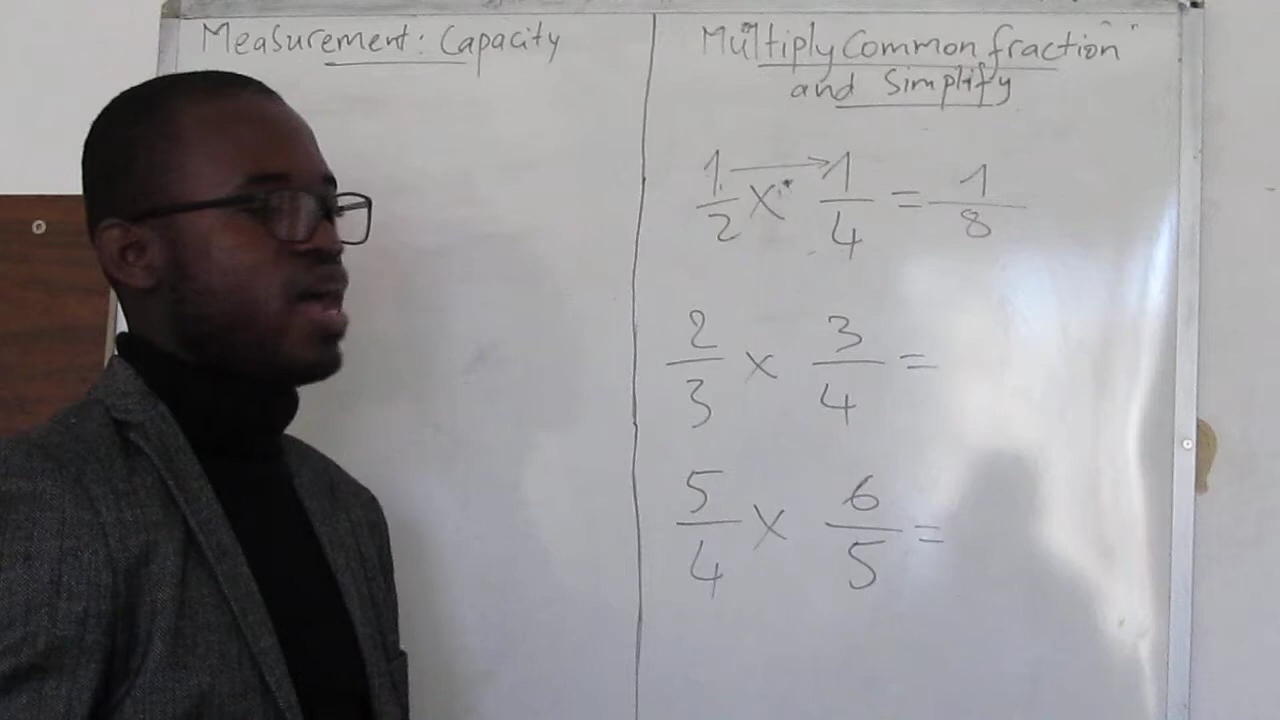 Measurement: Capacity
Multiply Common fraction
and Simplify
1/2 X 1/4 = 1/8
2/3 x 3/4 =
5/4 X 6/5 =